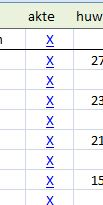 akte huw
n X
X 27
X
X 23
X
X 21
X
X 15
X